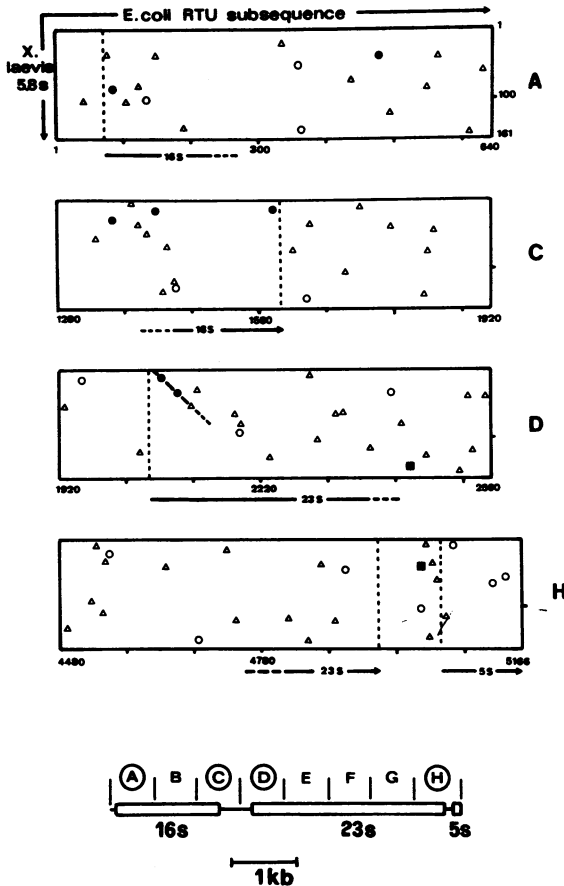 E.coli RTU subsequence
X.
laevis
5.8s
1
100
161
A
1 300 640
16S
C
1280 1580 1920
16S
D
1920 2220 2560
23S
H
4480 4780 5166
23S 5S
A B C D E F G H
16s 23s 5s
1kb